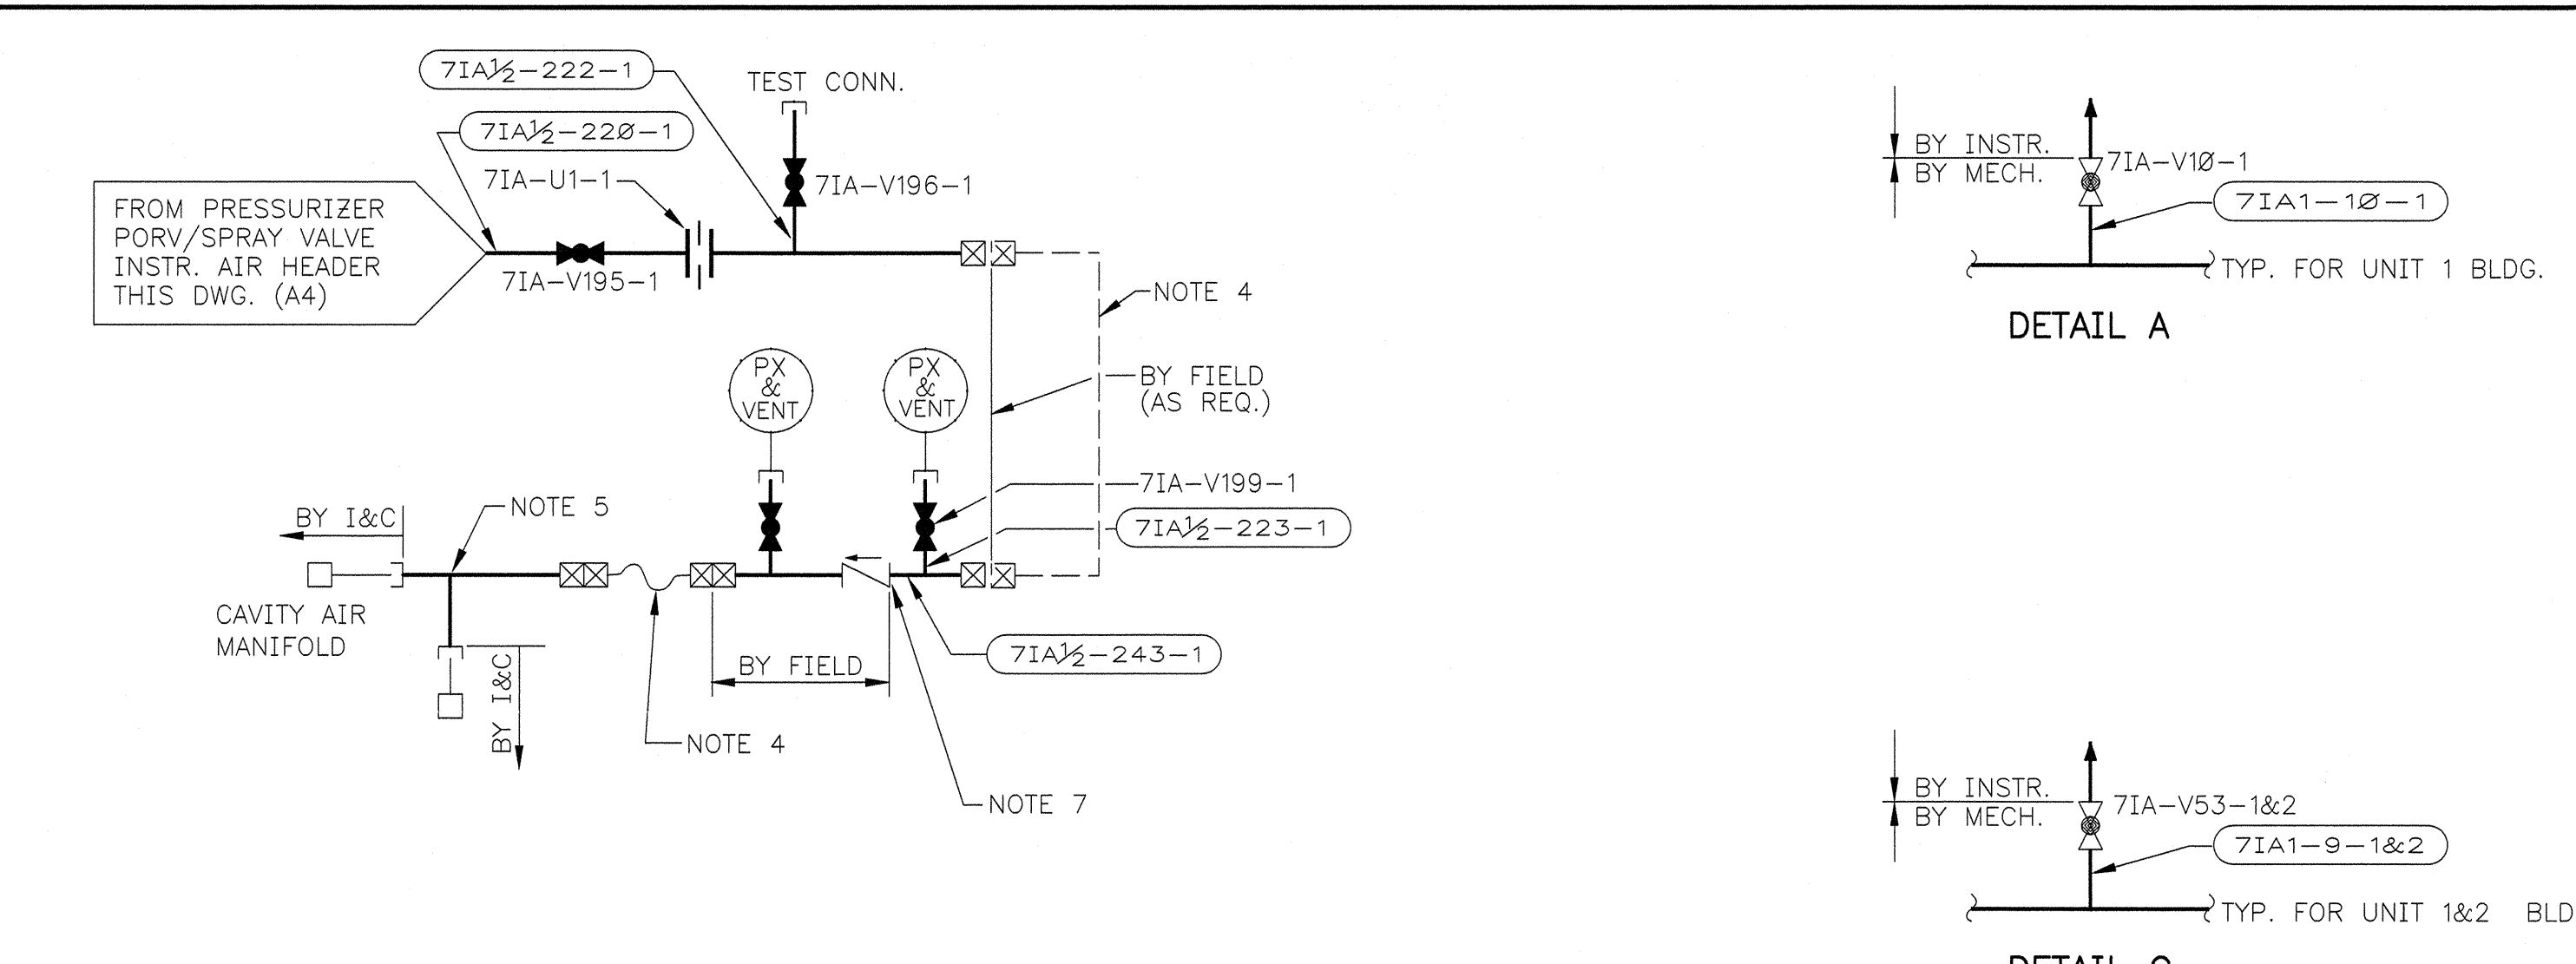 7IA½-222-1
TEST CONN.
7IA½-22Ø-1
7IA-U1-1
7IA-V196-1
FROM PRESSURIZER
PORV/SPRAY VALVE
INSTR. AIR HEADER
THIS DWG. (A4)
7IA-V195-1
NOTE 4
PX
&
VENT
PX
&
VENT
BY FIELD
(AS REQ.)
7IA-V199-1
7IA½-223-1
BY I&C
NOTE 5
CAVITY AIR
MANIFOLD
BY I&C
BY FIELD
7IA½-243-1
NOTE 4
NOTE 7
BY INSTR.
BY MECH.
7IA-V1Ø-1
7IA1-1Ø-1
TYP. FOR UNIT 1 BLDG.
DETAIL A
BY INSTR.
BY MECH.
7IA-V53-1&2
7IA1-9-1&2
TYP. FOR UNIT 1&2 BLD
DETAIL